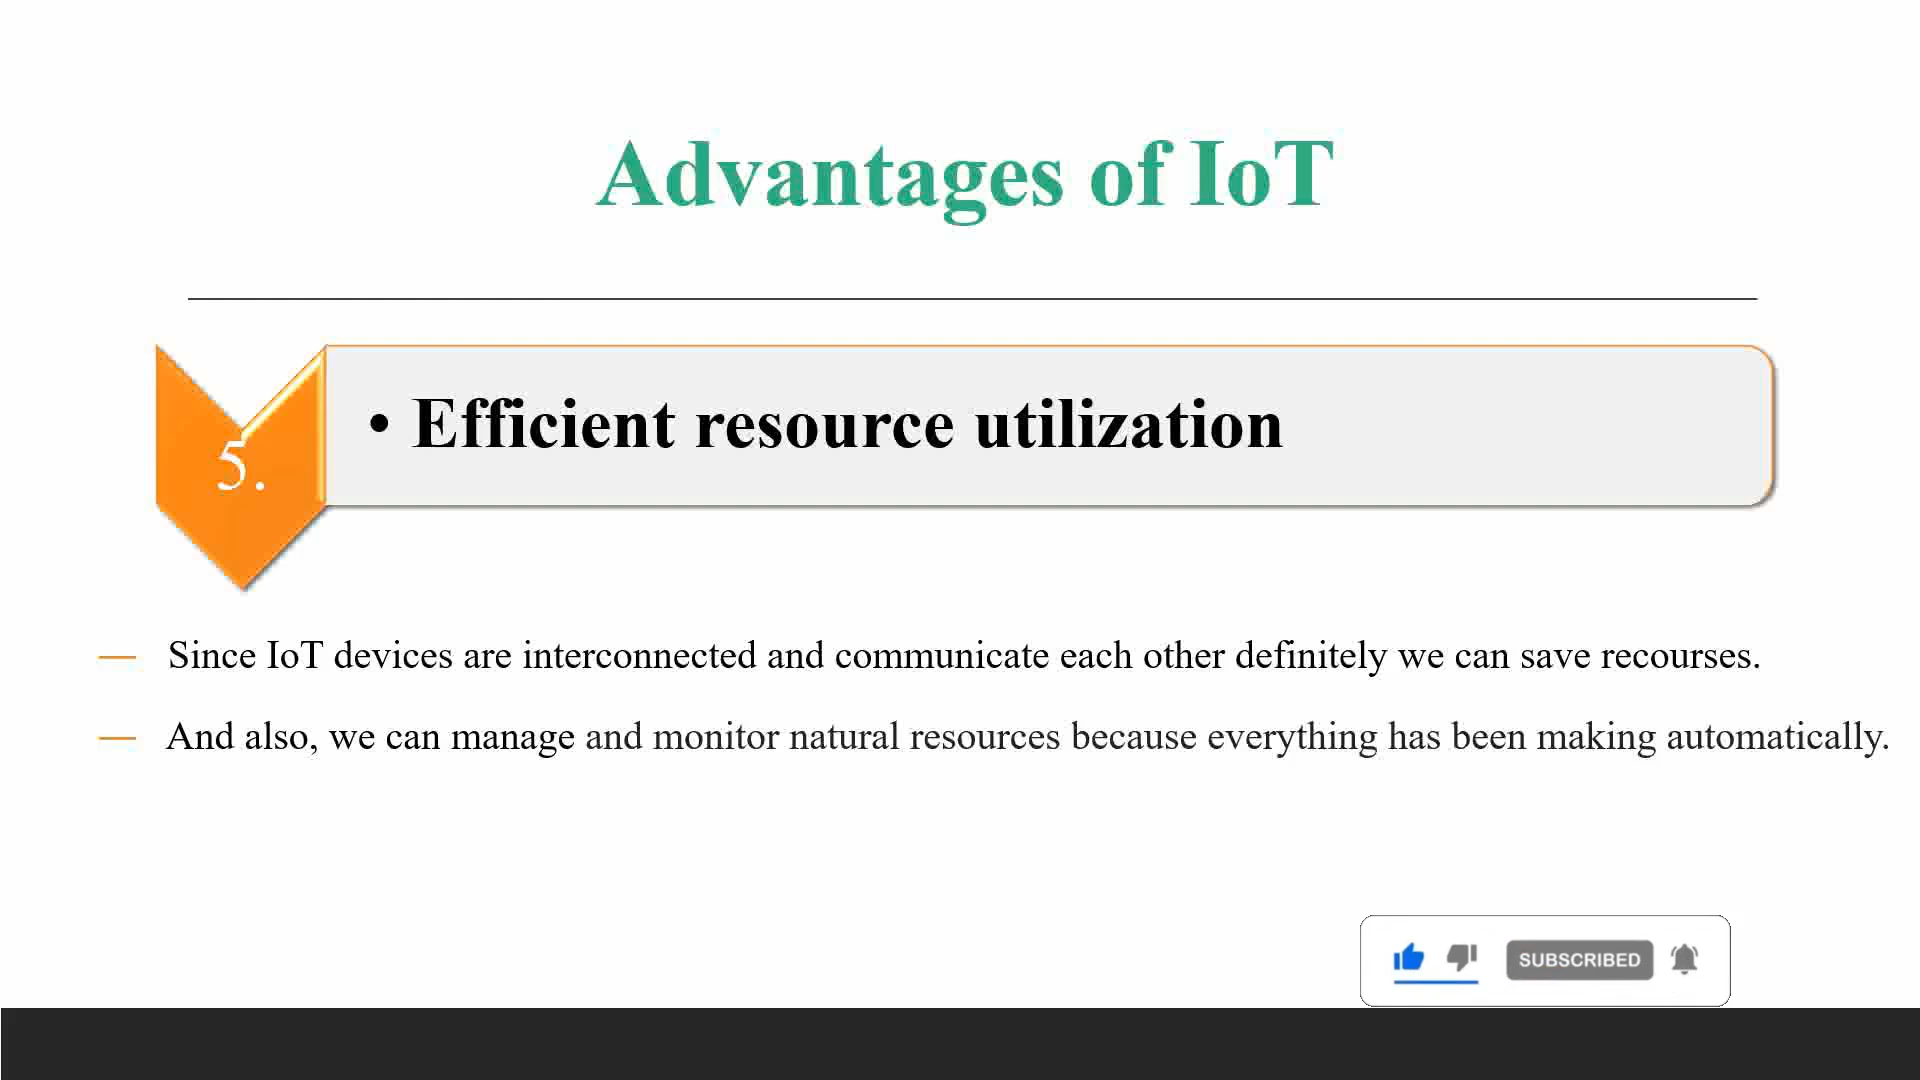 Advantages of IoT
5.
• Efficient resource utilization
— Since IoT devices are interconnected and communicate each other definitely we can save recourses.
— And also, we can manage and monitor natural resources because everything has been making automatically.
SUBSCRIBED